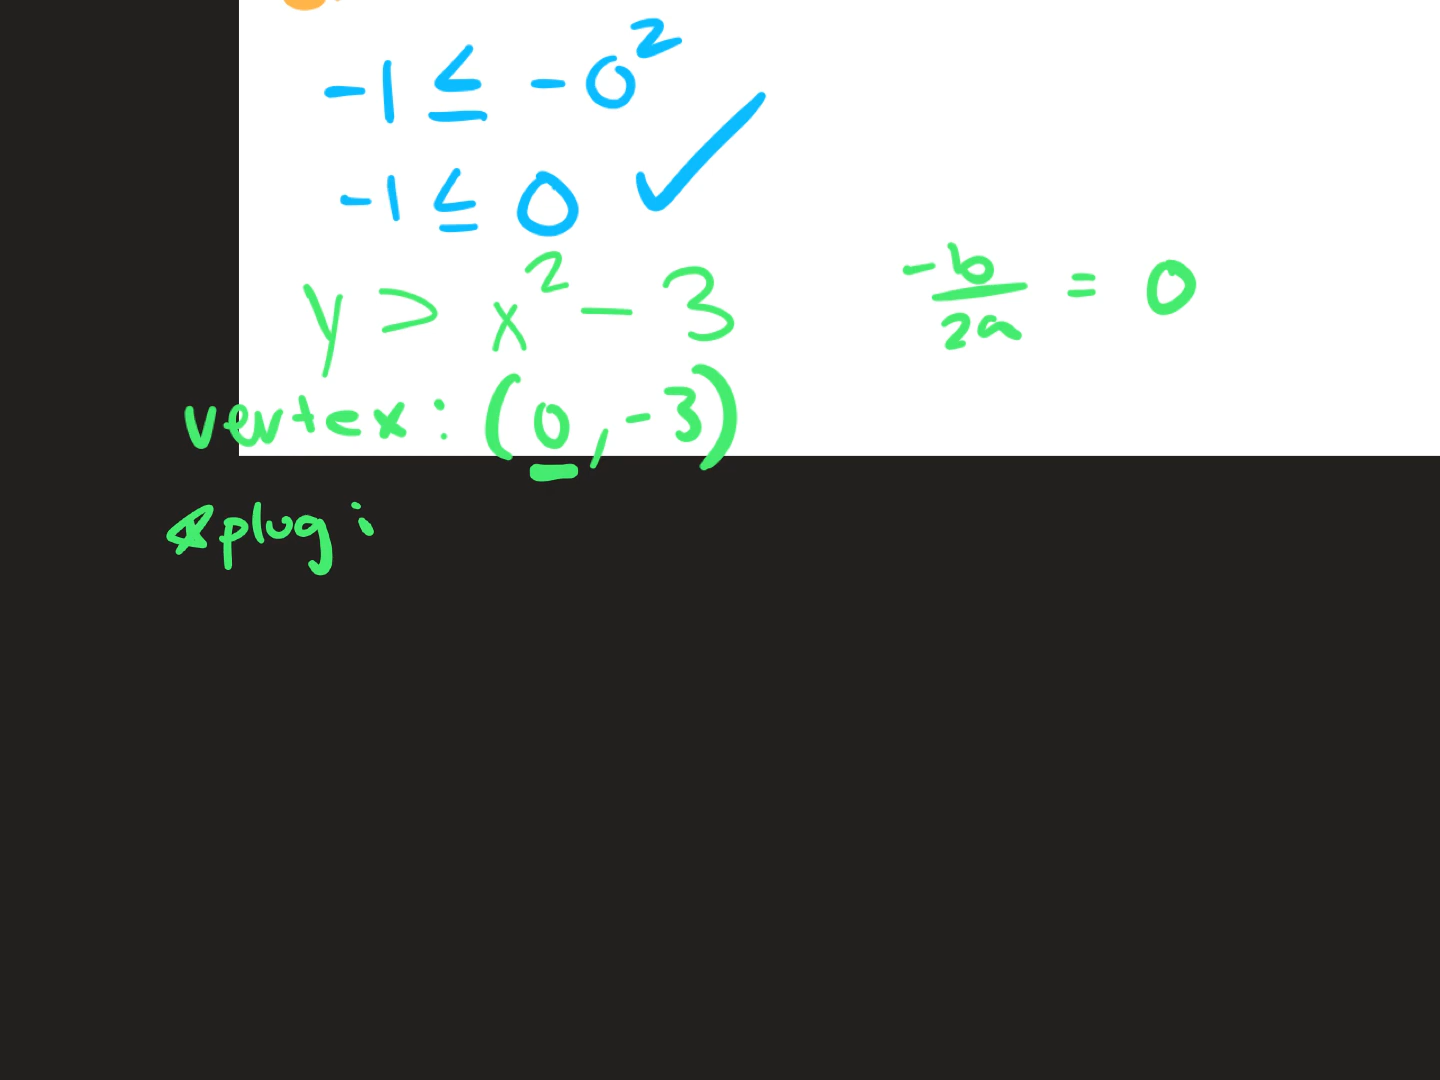 -1 ≤ -0²
-1 ≤ 0 ✓
y > x² - 3
-b/2a = 0
vertex: (0, -3)
*plug i